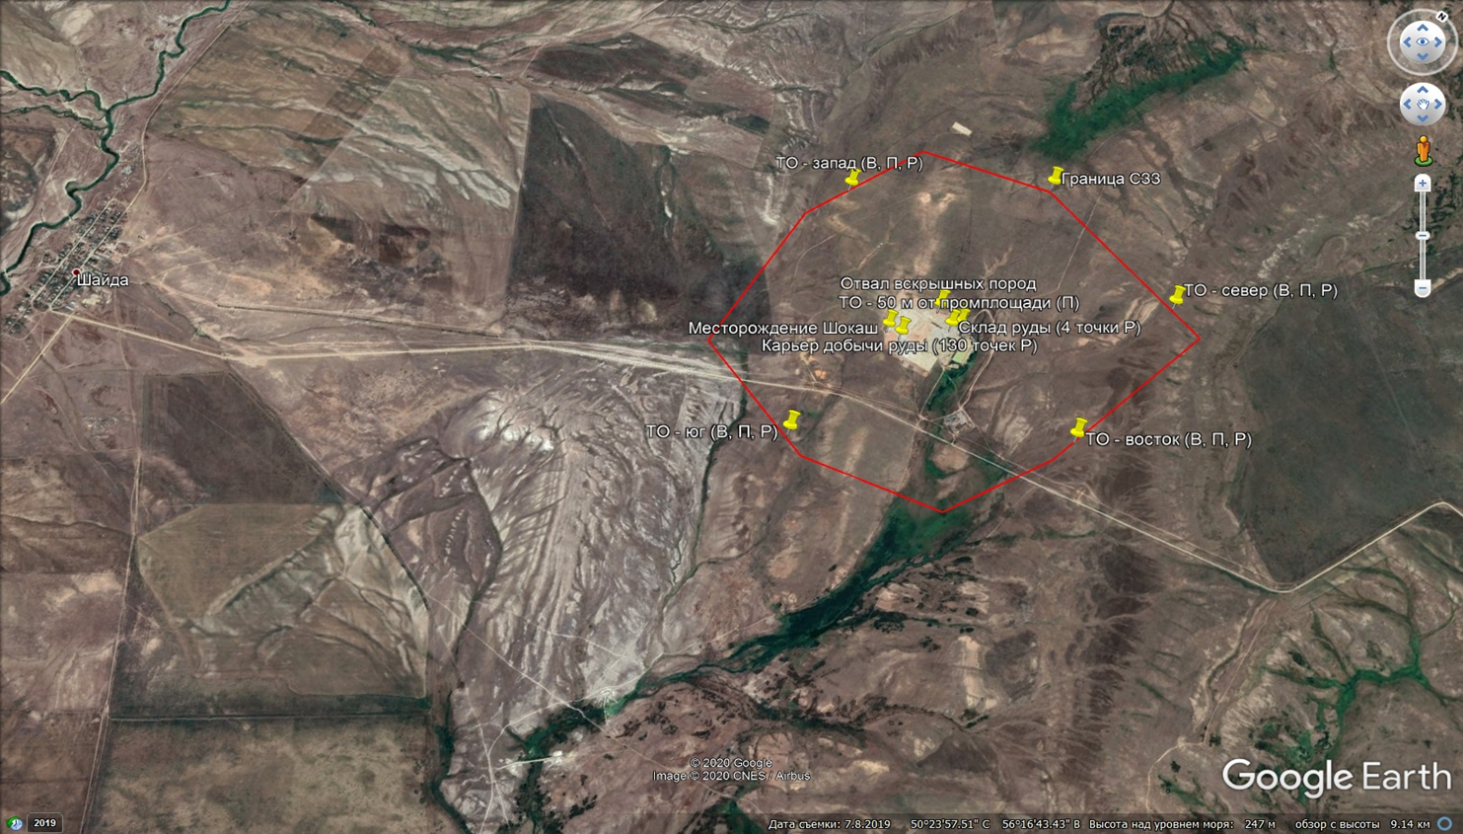 N
ТО - запад (В, П, Р)
Граница СЗЗ
Шайда
Отвал вскрышных пород
ТО - север (В, П, Р)
ТО - 50 м от промплощади (П)
Месторождение Шокаш
Склад руды (4 точки Р)
Карьер добычи руды (130 точек Р)
ТО - юг (В, П, Р)
ТО - восток (В, П, Р)
© 2020 Google
Image © 2020 CNES / Airbus
Google Earth
2019
Дата съемки: 7.8.2019 50°23'57.51" С 56°16'43.43" В Высота над уровнем моря: 247 м обзор с высоты 9.14 км